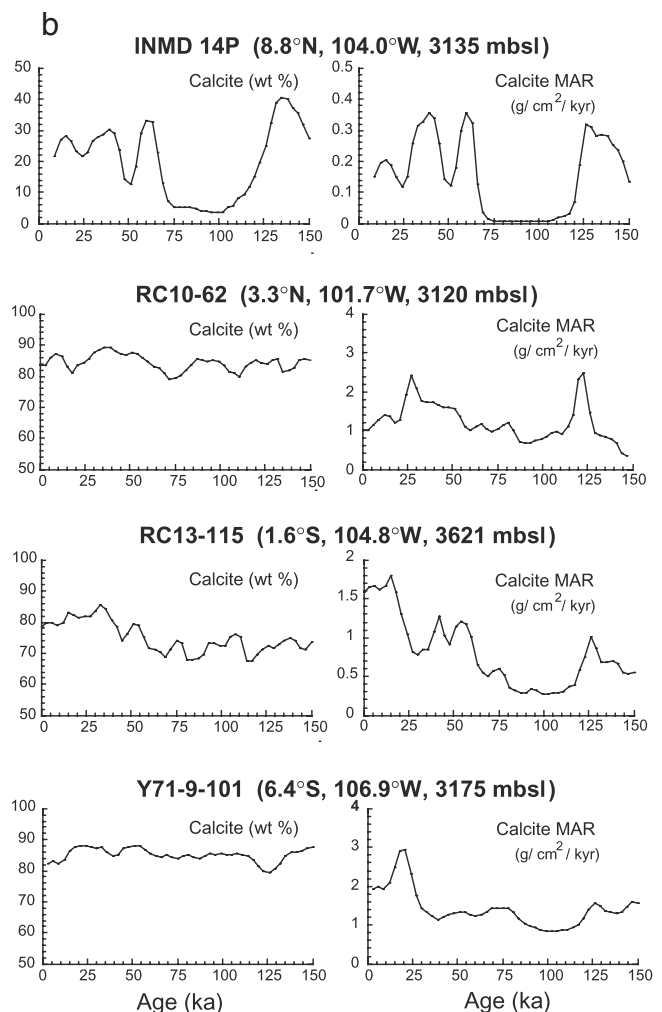 b
INMD 14P (8.8°N, 104.0°W, 3135 mbsl)
Calcite (wt %)
50
40
30
20
10
0
0 25 50 75 100 125 150
Calcite MAR
(g/ cm2/ kyr)
0.5
0.4
0.3
0.2
0.1
0
0 25 50 75 100 125 150
RC10-62 (3.3°N, 101.7°W, 3120 mbsl)
Calcite (wt %)
100
90
80
70
60
50
0 25 50 75 100 125 150
Calcite MAR
(g/ cm2/ kyr)
4
3
2
1
0
0 25 50 75 100 125 150
RC13-115 (1.6°S, 104.8°W, 3621 mbsl)
Calcite (wt %)
100
90
80
70
60
50
0 25 50 75 100 125 150
Calcite MAR
(g/ cm2/ kyr)
2
1.5
1
0.5
0
0 25 50 75 100 125 150
Y71-9-101 (6.4°S, 106.9°W, 3175 mbsl)
Calcite (wt %)
100
90
80
70
60
50
0 25 50 75 100 125 150
Age (ka)
Calcite MAR
(g/ cm2/ kyr)
4
3
2
1
0
0 25 50 75 100 125 150
Age (ka)